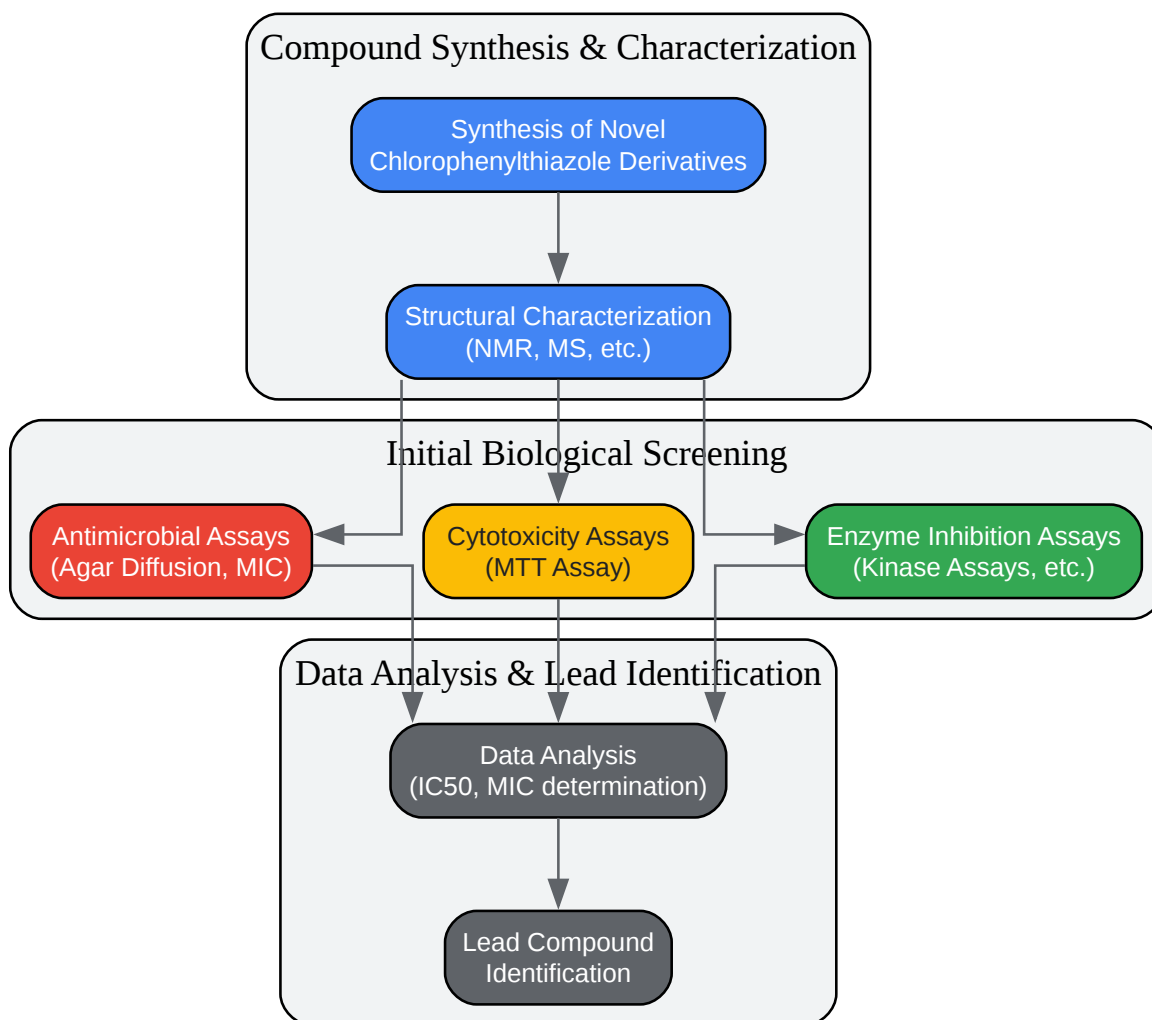 Compound Synthesis & Characterization
Synthesis of Novel
Chlorophenylthiazole Derivatives
Structural Characterization
(NMR, MS, etc.)
Initial Biological Screening
Antimicrobial Assays
(Agar Diffusion, MIC)
Cytotoxicity Assays
(MTT Assay)
Enzyme Inhibition Assays
(Kinase Assays, etc.)
Data Analysis & Lead Identification
Data Analysis
(IC50, MIC determination)
Lead Compound
Identification